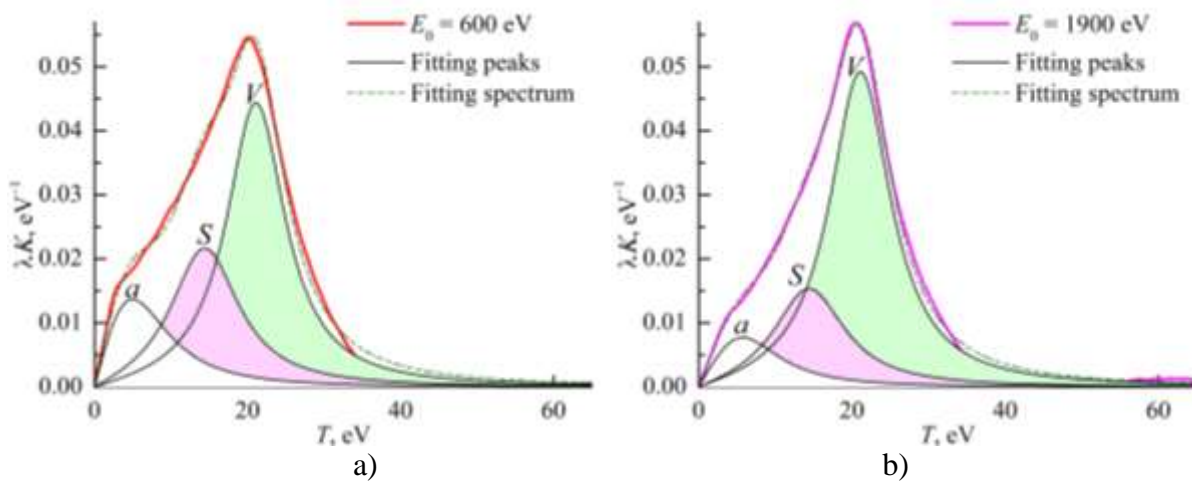 E₀ = 600 eV
Fitting peaks
Fitting spectrum
λK, eV⁻¹
0.05
0.04
0.03
0.02
0.01
0.00
V
S
a
0 20 40 60
T, eV
a)
E₀ = 1900 eV
Fitting peaks
Fitting spectrum
λK, eV⁻¹
0.05
0.04
0.03
0.02
0.01
0.00
V
S
a
0 20 40 60
T, eV
b)